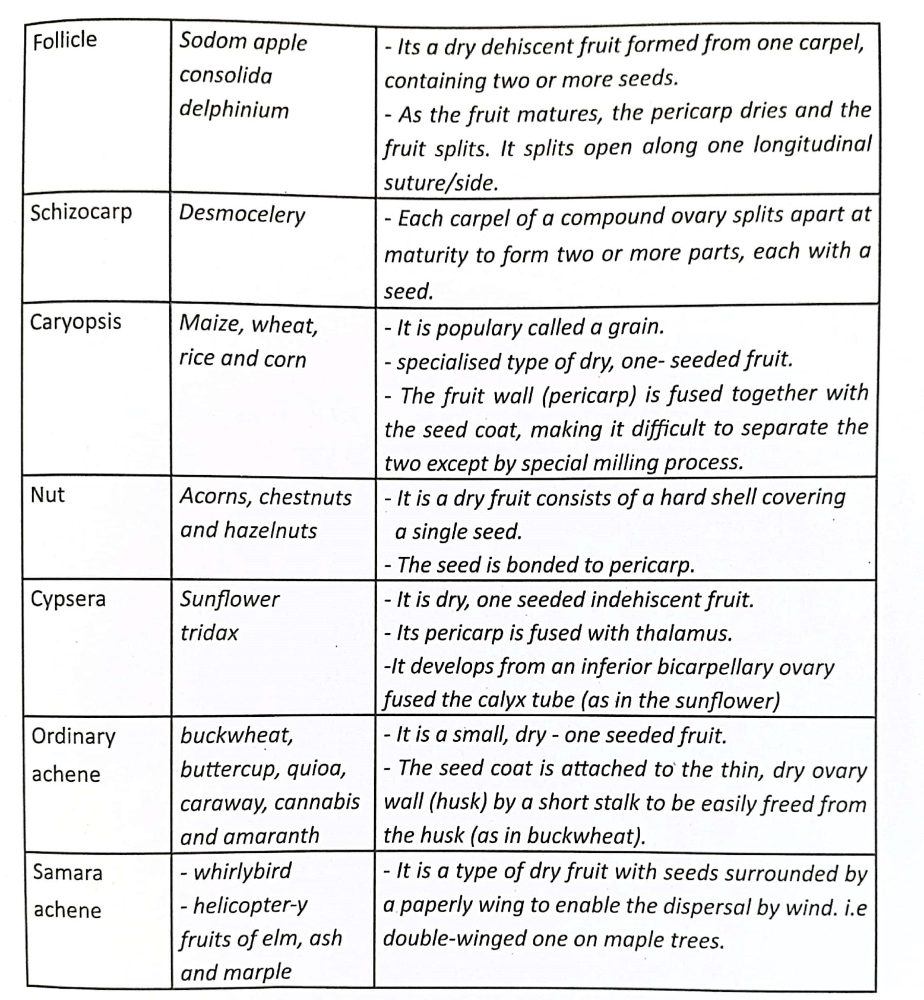 Follicle
Sodom apple
consolida
delphinium
- Its a dry dehiscent fruit formed from one carpel,
containing two or more seeds.
- As the fruit matures, the pericarp dries and the
fruit splits. It splits open along one longitudinal
suture/side.
Schizocarp
Desmocelery
- Each carpel of a compound ovary splits apart at
maturity to form two or more parts, each with a
seed.
Caryopsis
Maize, wheat,
rice and corn
- It is populary called a grain.
- specialised type of dry, one- seeded fruit.
- The fruit wall (pericarp) is fused together with
the seed coat, making it difficult to separate the
two except by special milling process.
Nut
Acorns, chestnuts
and hazelnuts
- It is a dry fruit consists of a hard shell covering
a single seed.
- The seed is bonded to pericarp.
Cypsera
Sunflower
tridax
- It is dry, one seeded indehiscent fruit.
- Its pericarp is fused with thalamus.
-It develops from an inferior bicarpellary ovary
fused the calyx tube (as in the sunflower)
Ordinary
achene
buckwheat,
buttercup, quioa,
caraway, cannabis
and amaranth
- It is a small, dry - one seeded fruit.
- The seed coat is attached to the thin, dry ovary
wall (husk) by a short stalk to be easily freed from
the husk (as in buckwheat).
Samara
achene
- whirlybird
- helicopter-y
fruits of elm, ash
and marple
- It is a type of dry fruit with seeds surrounded by
a paperly wing to enable the dispersal by wind. i.e
double-winged one on maple trees.